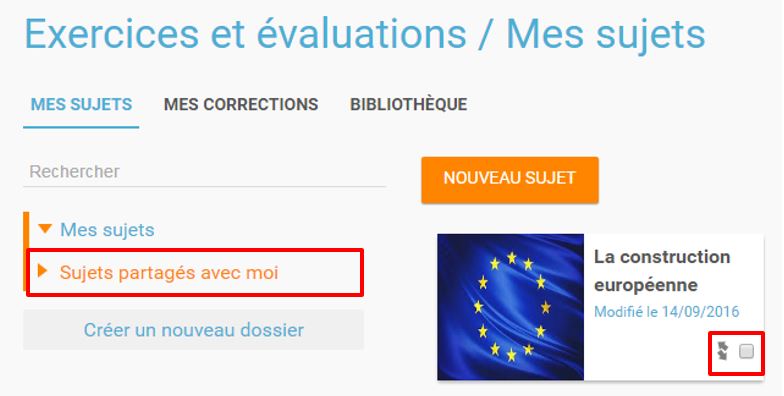 Exercices et évaluations / Mes sujets
MES SUJETS MES CORRECTIONS BIBLIOTHÈQUE
Rechercher
NOUVEAU SUJET
Mes sujets
Sujets partagés avec moi
Créer un nouveau dossier
La construction
européenne
Modifié le 14/09/2016